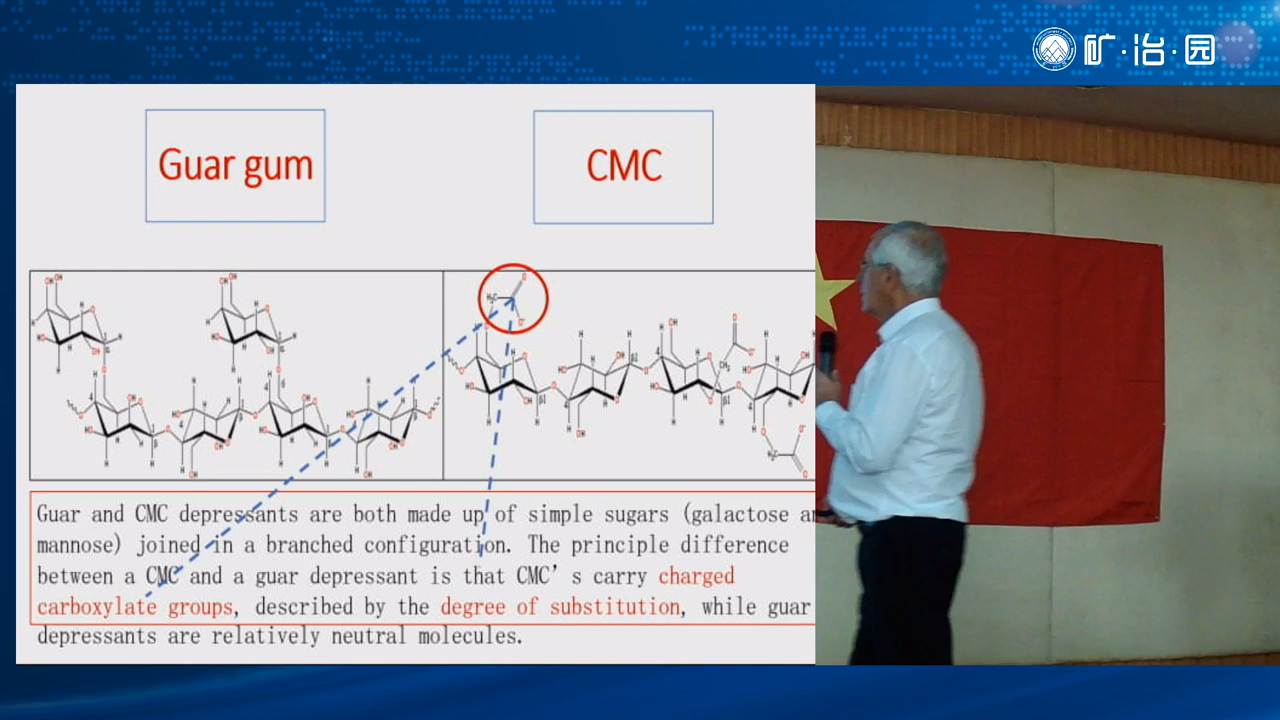 矿·冶·园
Guar gum
CMC
Guar and CMC depressants are both made up of simple sugars (galactose an
mannose) joined in a branched configuration. The principle difference
between a CMC and a guar depressant is that CMC's carry charged
carboxylate groups, described by the degree of substitution, while guar
depressants are relatively neutral molecules.